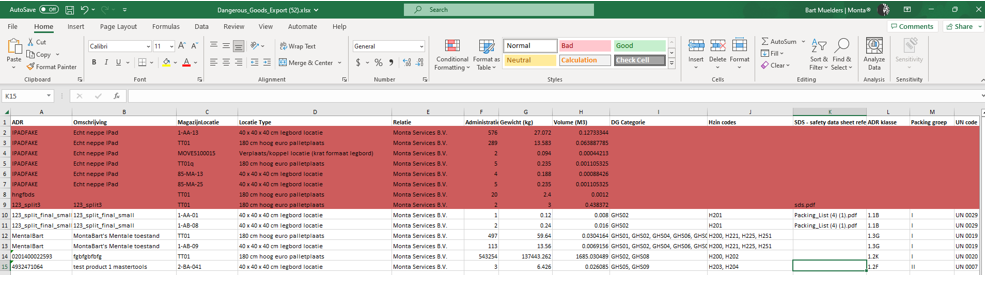 AutoSave Off Dangerous_Goods_Export (52).xlsx Search Bart Muelders | Monta®
File Home Insert Page Layout Formulas Data Review View Automate Help Comments Share
Paste Cut Copy Format Painter Clipboard
Calibri 11 A A B I U A Font
Wrap Text Merge & Center Alignment
General $ % Number
Conditional Formatting Format as Table
Normal Bad Good
Neutral Calculation Check Cell
Styles
Insert Delete Format Cells
AutoSum Fill Clear Sort & Filter Find & Select Editing
Analyze Data Analysis
Sensitivity Sensitivity
K15 fx
A B C D E F G H I J K L M N
1 ADR Omschrijving MagazijnLocatie Locatie Type Relatie Administratie Gewicht (kg) Volume (M3) DG Categorie Hzin codes SDS - safety data sheet refe ADR klasse Packing groep UN code
2 IPADFAKE Echt neppe IPad 1-AA-13 40 x 40 x 40 cm legbord locatie Monta Services B.V. 576 27.072 0.12733344
3 IPADFAKE Echt neppe IPad TT01 180 cm hoog euro palletplaats Monta Services B.V. 289 13.583 0.063887785
4 IPADFAKE Echt neppe IPad MOVES100015 Verplaats/koppel locatie (krat formaat legbord) Monta Services B.V. 2 0.094 0.00044213
5 IPADFAKE Echt neppe IPad TT01q 180 cm hoog euro palletplaats Monta Services B.V. 5 0.235 0.001105325
6 IPADFAKE Echt neppe IPad 85-MA-13 40 x 40 x 40 cm legbord locatie Monta Services B.V. 4 0.188 0.00088426
7 IPADFAKE Echt neppe IPad 85-MA-25 40 x 40 x 40 cm legbord locatie Monta Services B.V. 5 0.235 0.001105325
8 hngfbds TT01 180 cm hoog euro palletplaats Monta Services B.V. 20 2.4 0.0012
9 123_split3 123_split3 TT01 180 cm hoog euro palletplaats Monta Services B.V. 2 3 0.438372 sds.pdf
10 123_split_final_small 123_split_final_small 1-AA-01 40 x 40 x 40 cm legbord locatie Monta Services B.V. 1 0.12 0.008 GHS02 H201 Packing_List (4) (1).pdf 1.1B I UN 0029
11 123_split_final_small 123_split_final_small 1-AB-08 40 x 40 x 40 cm legbord locatie Monta Services B.V. 2 0.24 0.016 GHS02 H201 Packing_List (4) (1).pdf 1.1B I UN 0029
12 MentalBart MontaBart's Mentale toestand TT01 180 cm hoog euro palletplaats Monta Services B.V. 497 59.64 0.0304164 GHS01, GHS02, GHS04, GHS06, GHS H200, H221, H225, H251 1.3G I UN 0019
13 MentalBart MontaBart's Mentale toestand 1-AB-09 40 x 40 x 40 cm legbord locatie Monta Services B.V. 113 13.56 0.0069156 GHS01, GHS02, GHS04, GHS06, GHS H200, H221, H225, H251 1.3G I UN 0019
14 0201400022593 fgbfgbfbfg TT01 180 cm hoog euro palletplaats Monta Services B.V. 543254 137443.262 1685.030489 GHS02, GHS08 H200, H202 1.2K I UN 0020
15 4932471064 test product 1 mastertools 2-BA-041 40 x 40 x 40 cm legbord locatie Monta Services B.V. 3 6.426 0.026085 GHS05, GHS09 H203, H204 1.2F II UN 0007